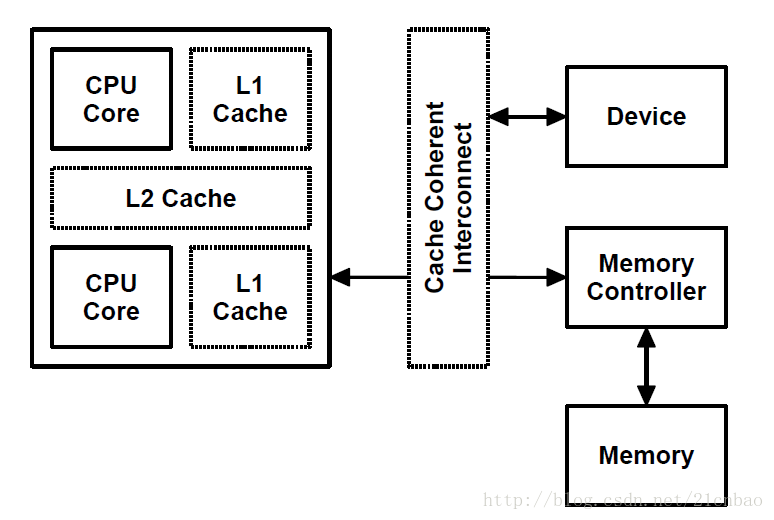 CPU
Core
L1
Cache
L2 Cache
CPU
Core
L1
Cache
Cache Coherent
Interconnect
Device
Memory
Controller
Memory
http://blog.csdn.net/21cnbao